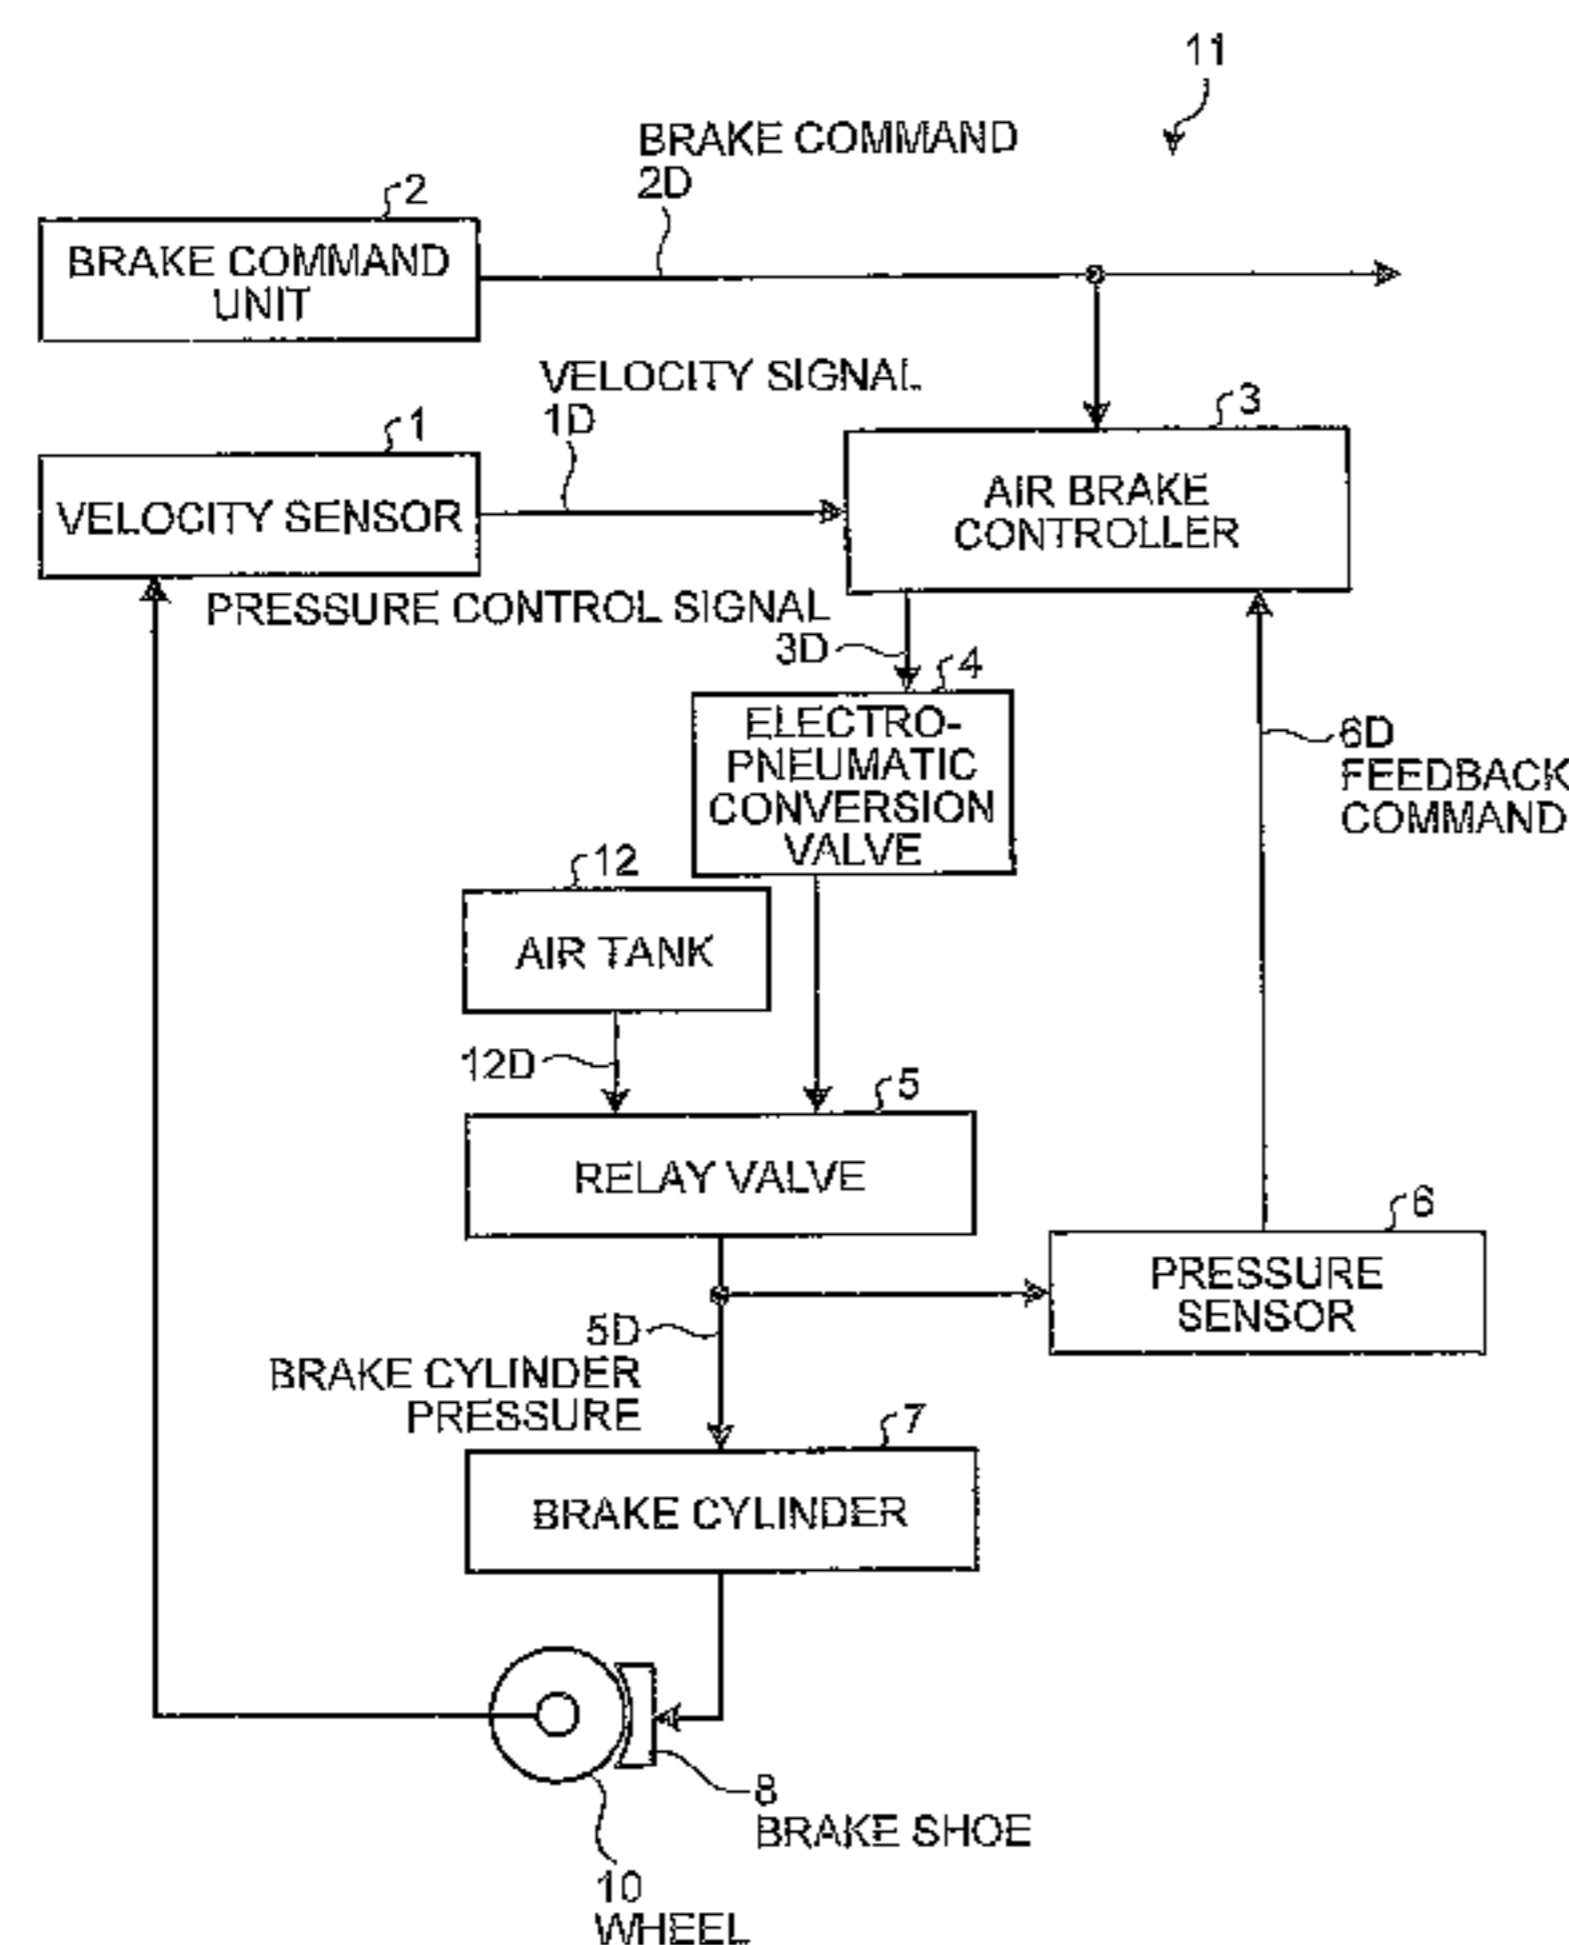 11
BRAKE COMMAND
2D
2
BRAKE COMMAND
UNIT
VELOCITY SIGNAL
1D
1
VELOCITY SENSOR
3
AIR BRAKE
CONTROLLER
PRESSURE CONTROL SIGNAL
3D
4
ELECTRO-
PNEUMATIC
CONVERSION
VALVE
6D
FEEDBACK
COMMAND
12
AIR TANK
12D
5
RELAY VALVE
6
PRESSURE
SENSOR
5D
BRAKE CYLINDER
PRESSURE
7
BRAKE CYLINDER
8
BRAKE SHOE
10
WHEEL